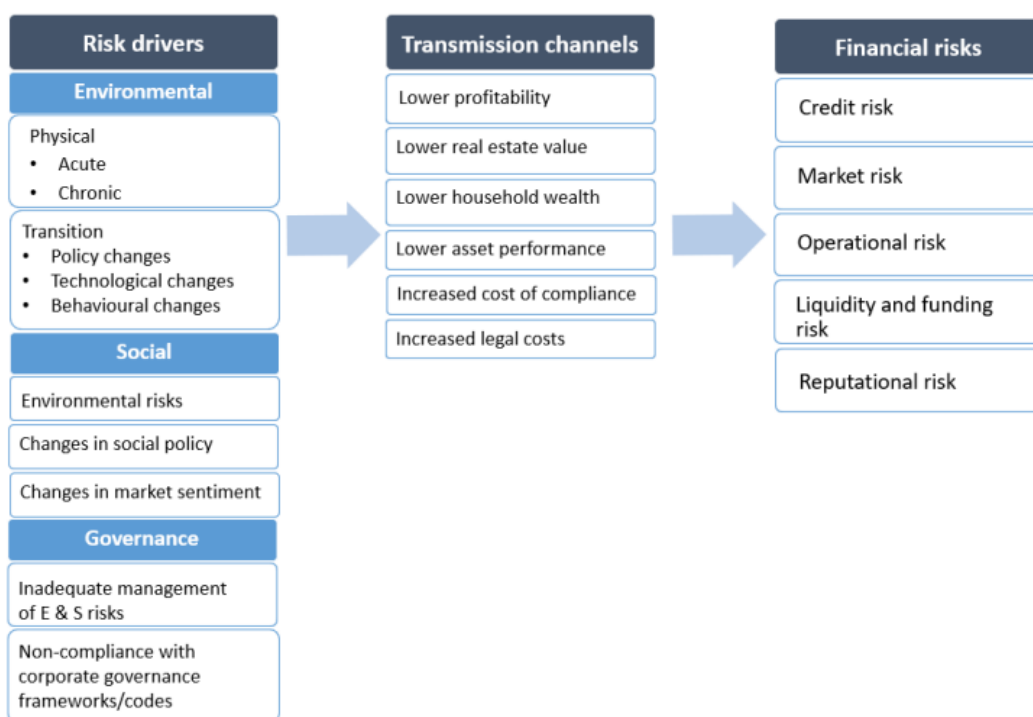 Risk drivers
Environmental
Physical
• Acute
• Chronic
Transition
• Policy changes
• Technological changes
• Behavioural changes
Social
Environmental risks
Changes in social policy
Changes in market sentiment
Governance
Inadequate management
of E & S risks
Non-compliance with
corporate governance
frameworks/codes
Transmission channels
Lower profitability
Lower real estate value
Lower household wealth
Lower asset performance
Increased cost of compliance
Increased legal costs
Financial risks
Credit risk
Market risk
Operational risk
Liquidity and funding
risk
Reputational risk